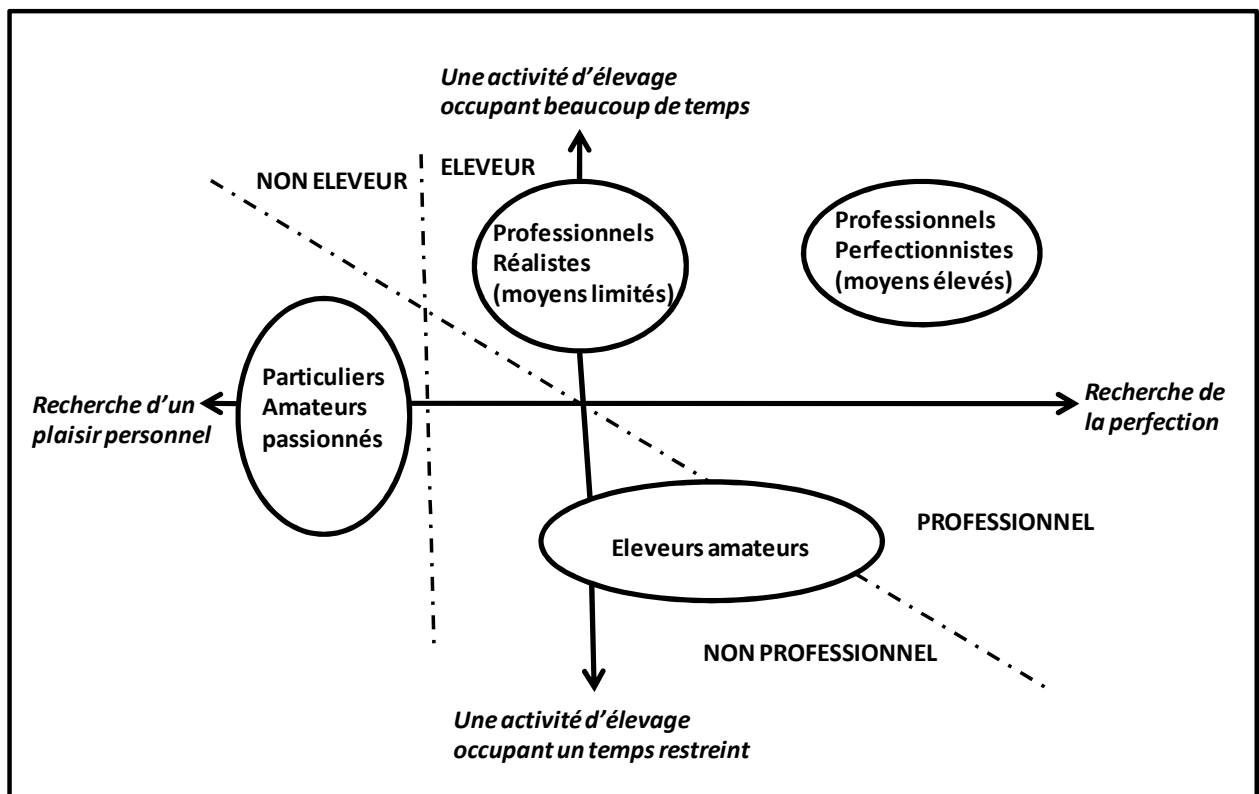 Une activité d'élevage
occupant beaucoup de temps
NON ELEVEUR
ELEVEUR
Professionnels
Réalistes
(moyens limités)
Professionnels
Perfectionnistes
(moyens élevés)
Particuliers
Amateurs
passionnés
Recherche d'un
plaisir personnel
Recherche de
la perfection
Eleveurs amateurs
PROFESSIONNEL
NON PROFESSIONNEL
Une activité d'élevage
occupant un temps restreint